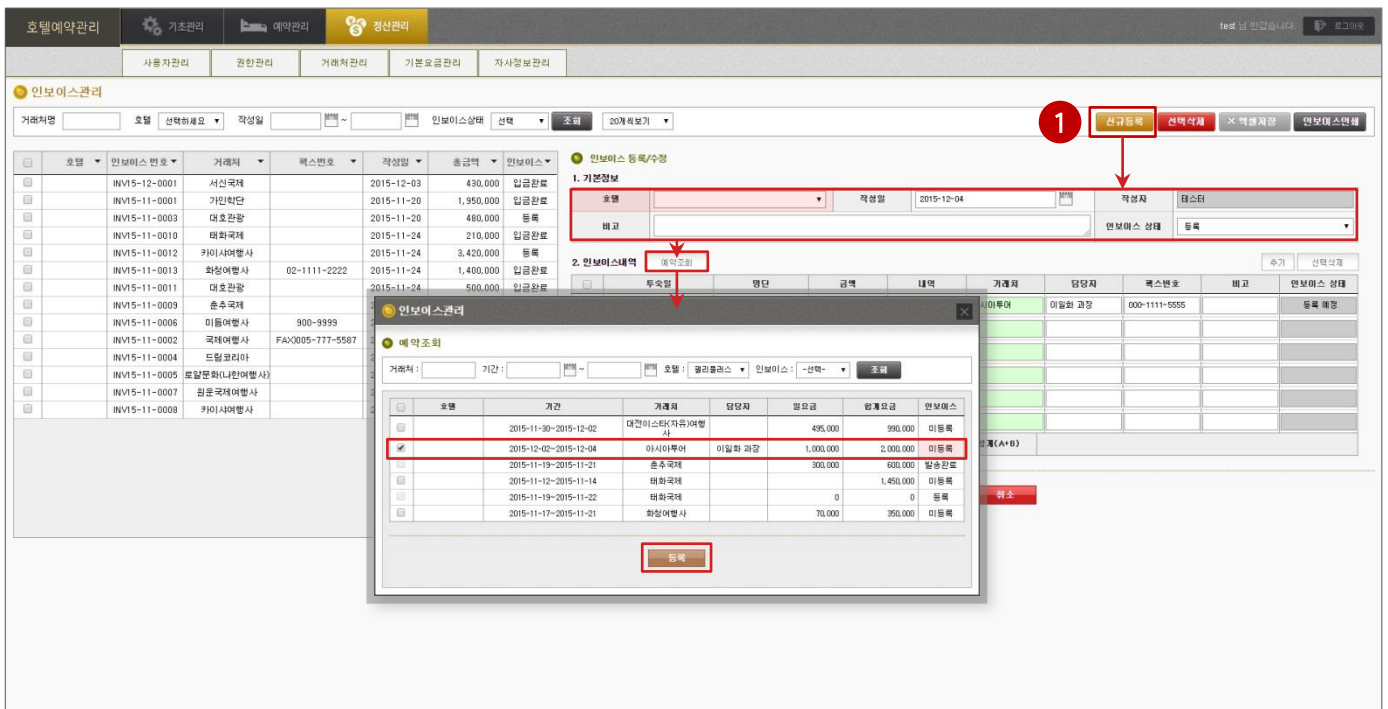 호텔예약관리 기초관리 예약관리 정산관리 test 님 반갑습니다. 로그아웃
사용자관리 권한관리 거래처관리 기본요금관리 자사정보관리
인보이스관리
거래처명 호텔 선택하세요 작성일 ~ 인보이스상태 선택 조회 20개씩보기 1 신규등록 선택삭제 X 엑셀저장 인보이스인쇄
호텔 인보이스번호 거래처 팩스번호 작성일 총금액 인보이스
INV15-12-0001 서신국제 2015-12-03 430,000 입금완료
INV15-11-0001 가인학단 2015-11-20 1,950,000 입금완료
INV15-11-0003 대호관광 2015-11-20 480,000 등록
INV15-11-0010 태화국제 2015-11-24 210,000 입금완료
INV15-11-0012 카이샤여행사 2015-11-24 3,420,000 등록
INV15-11-0013 화청여행사 02-1111-2222 2015-11-24 1,400,000 입금완료
INV15-11-0011 대호관광 2015-11-24 500,000 입금완료
INV15-11-0009 춘추국제
INV15-11-0006 미듬여행사 900-9999
INV15-11-0002 국제여행사 FAX)005-777-5587
INV15-11-0004 드림코리아
INV15-11-0005 로얄문화(나한여행사)
INV15-11-0007 원운국제여행사
INV15-11-0008 카이샤여행사
인보이스 등록/수정
1. 기본정보
호텔 작성일 2015-12-04 작성자 테스터
비고 인보이스 상태 등록
2. 인보이스내역 예약조회 추가 선택삭제
투숙일 명단 금액 내역 거래처 담당자 팩스번호 비고 인보이스 상태
시아투어 이일화 과장 000-1111-5555 등록 예정
합계(A+B)
취소
인보이스관리
예약조회
거래처 : 기간 : ~ 호텔 : 필리플러스 인보이스 : -선택- 조회
호텔 기간 거래처 담당자 일요금 합계요금 인보이스
2015-11-30~2015-12-02 대전이스타(자유)여행사 495,000 990,000 미등록
2015-12-02~2015-12-04 아시아투어 이일화 과장 1,000,000 2,000,000 미등록
2015-11-19~2015-11-21 춘추국제 300,000 600,000 발송완료
2015-11-12~2015-11-14 태화국제 1,450,000 미등록
2015-11-19~2015-11-22 태화국제 0 0 등록
2015-11-17~2015-11-21 화청여행사 70,000 350,000 미등록
등록